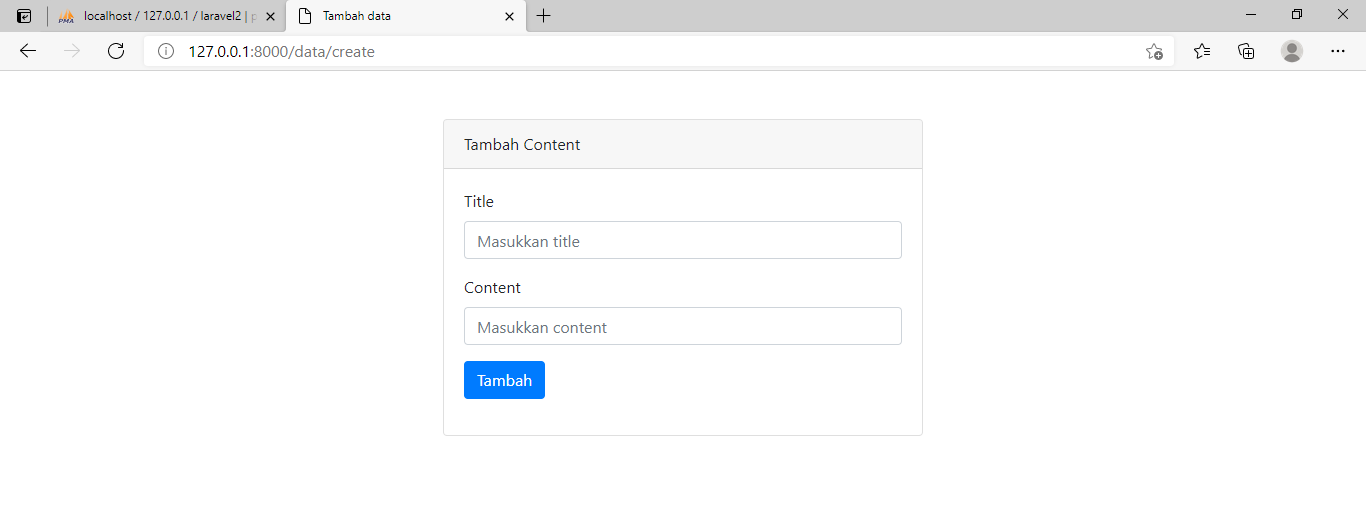 PMA
localhost / 127.0.0.1 / laravel2 | p
Tambah data
127.0.0.1:8000/data/create
Tambah Content
Title
Masukkan title
Content
Masukkan content
Tambah